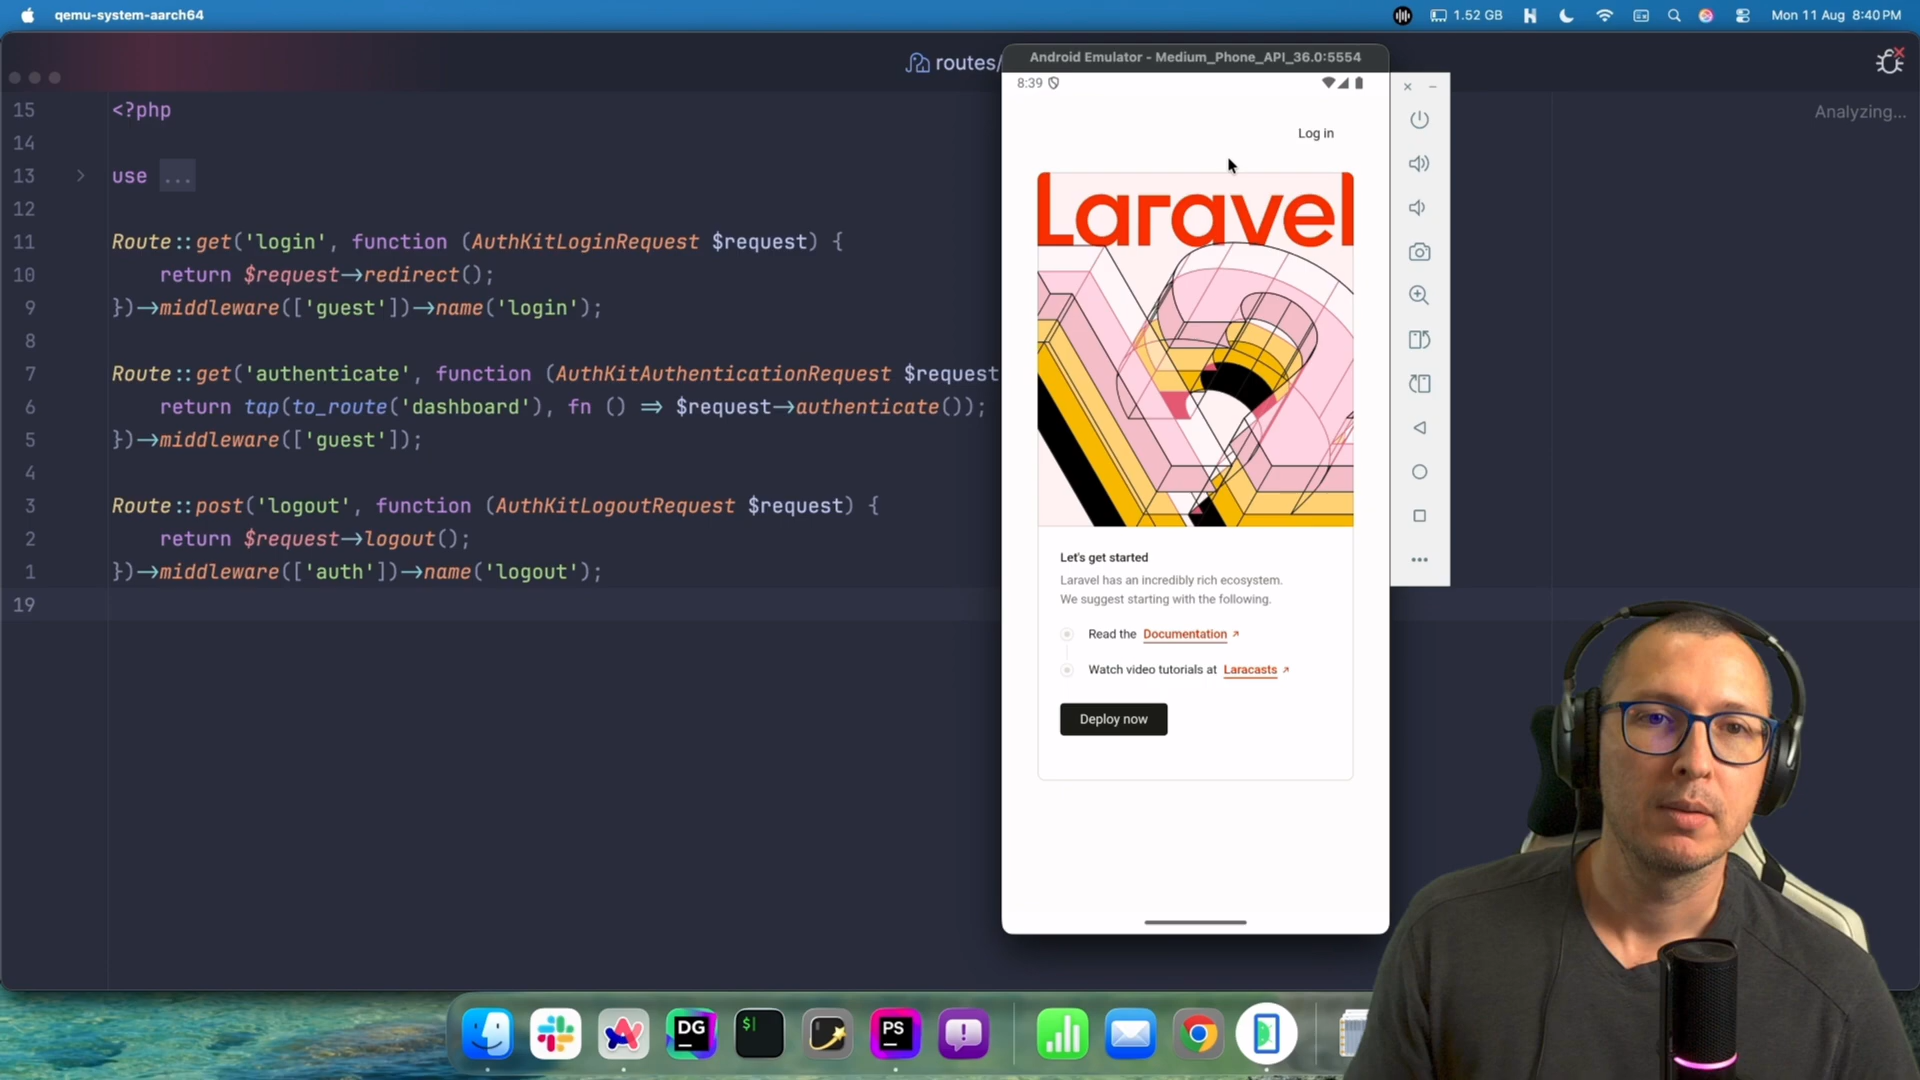 qemu-system-aarch64
1.52 GB
Mon 11 Aug 8:40 PM
routes/
Android Emulator - Medium_Phone_API_36.0:5554
Analyzing...
15 <?php
14
13 use ...
12
11 Route::get('login', function (AuthKitLoginRequest $request) {
10 return $request->redirect();
9 })->middleware(['guest'])->name('login');
8
7 Route::get('authenticate', function (AuthKitAuthenticationRequest $request
6 return tap(to_route('dashboard'), fn () => $request->authenticate());
5 })->middleware(['guest']);
4
3 Route::post('logout', function (AuthKitLogoutRequest $request) {
2 return $request->logout();
1 })->middleware(['auth'])->name('logout');
19
8:39
Log in
Laravel
Let's get started
Laravel has an incredibly rich ecosystem.
We suggest starting with the following.
Read the Documentation
Watch video tutorials at Laracasts
Deploy now
DG
$
PS